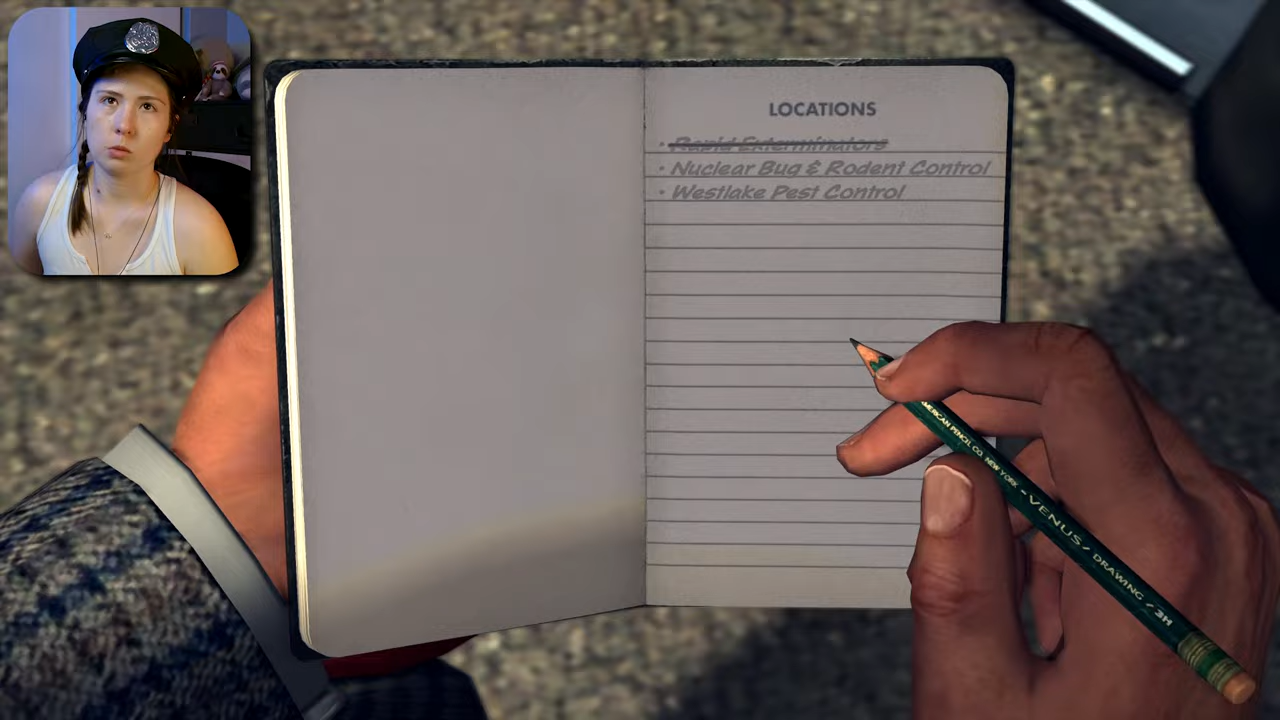 LOCATIONS
· Rapid Exterminators
· Nuclear Bug & Rodent Control
· Westlake Pest Control
AMERICAN PENCIL CO. NEW YORK - VENUS / DRAWING / 3H